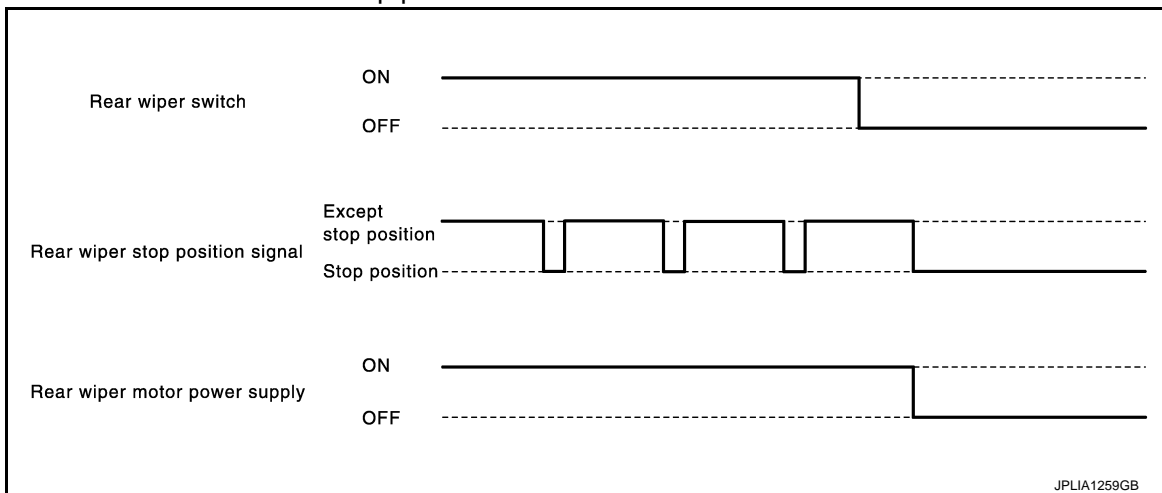 ON
Rear wiper switch
OFF
Except
stop position
Rear wiper stop position signal
Stop position
ON
Rear wiper motor power supply
OFF
JPLIA1259GB